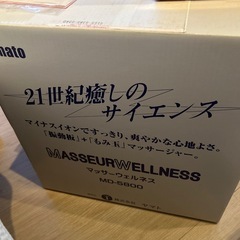 mato
21世紀癒しの
サイエンス
マイナスイオンですっきり、爽やかな心地よさ。
「振動板」+「もみ玉」マッサージャー。
MASSEURWELLNESS
マッサーウェルネス
MD-5800